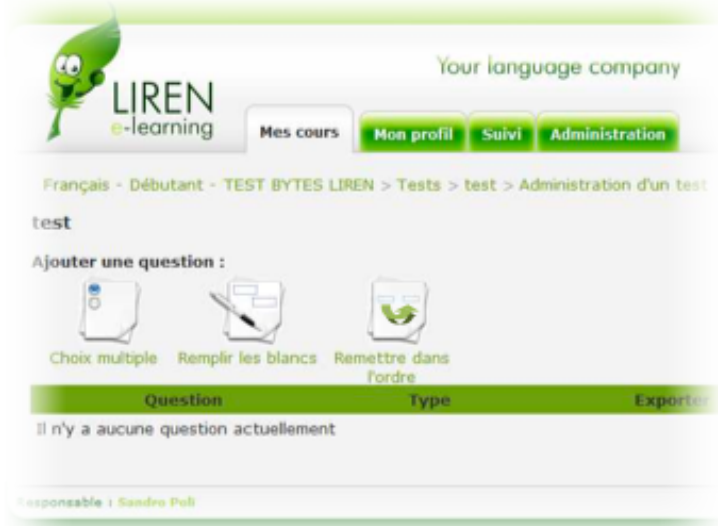 Your language company
LIREN
e-learning
Mes cours
Mon profil
Suivi
Administration
Français - Débutant - TEST BYTES LIREN > Tests > test > Administration d'un test
test
Ajouter une question :
Choix multiple
Remplir les blancs
Remettre dans
l'ordre
Question Type Exporter
Il n'y a aucune question actuellement
Responsable : Sandro Poli